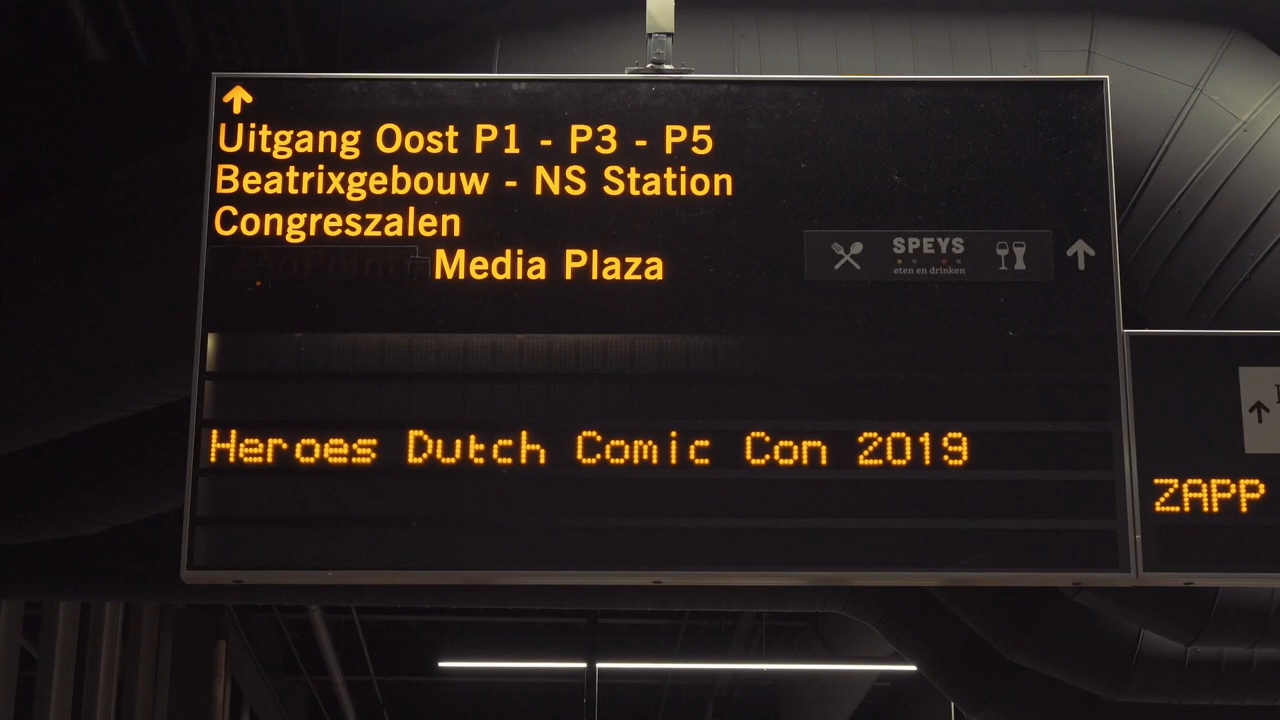 Uitgang Oost P1 - P3 - P5
Beatrixgebouw - NS Station
Congreszalen
Media Plaza
SPEYS
eten en drinken
Heroes Dutch Comic Con 2019
ZAPP